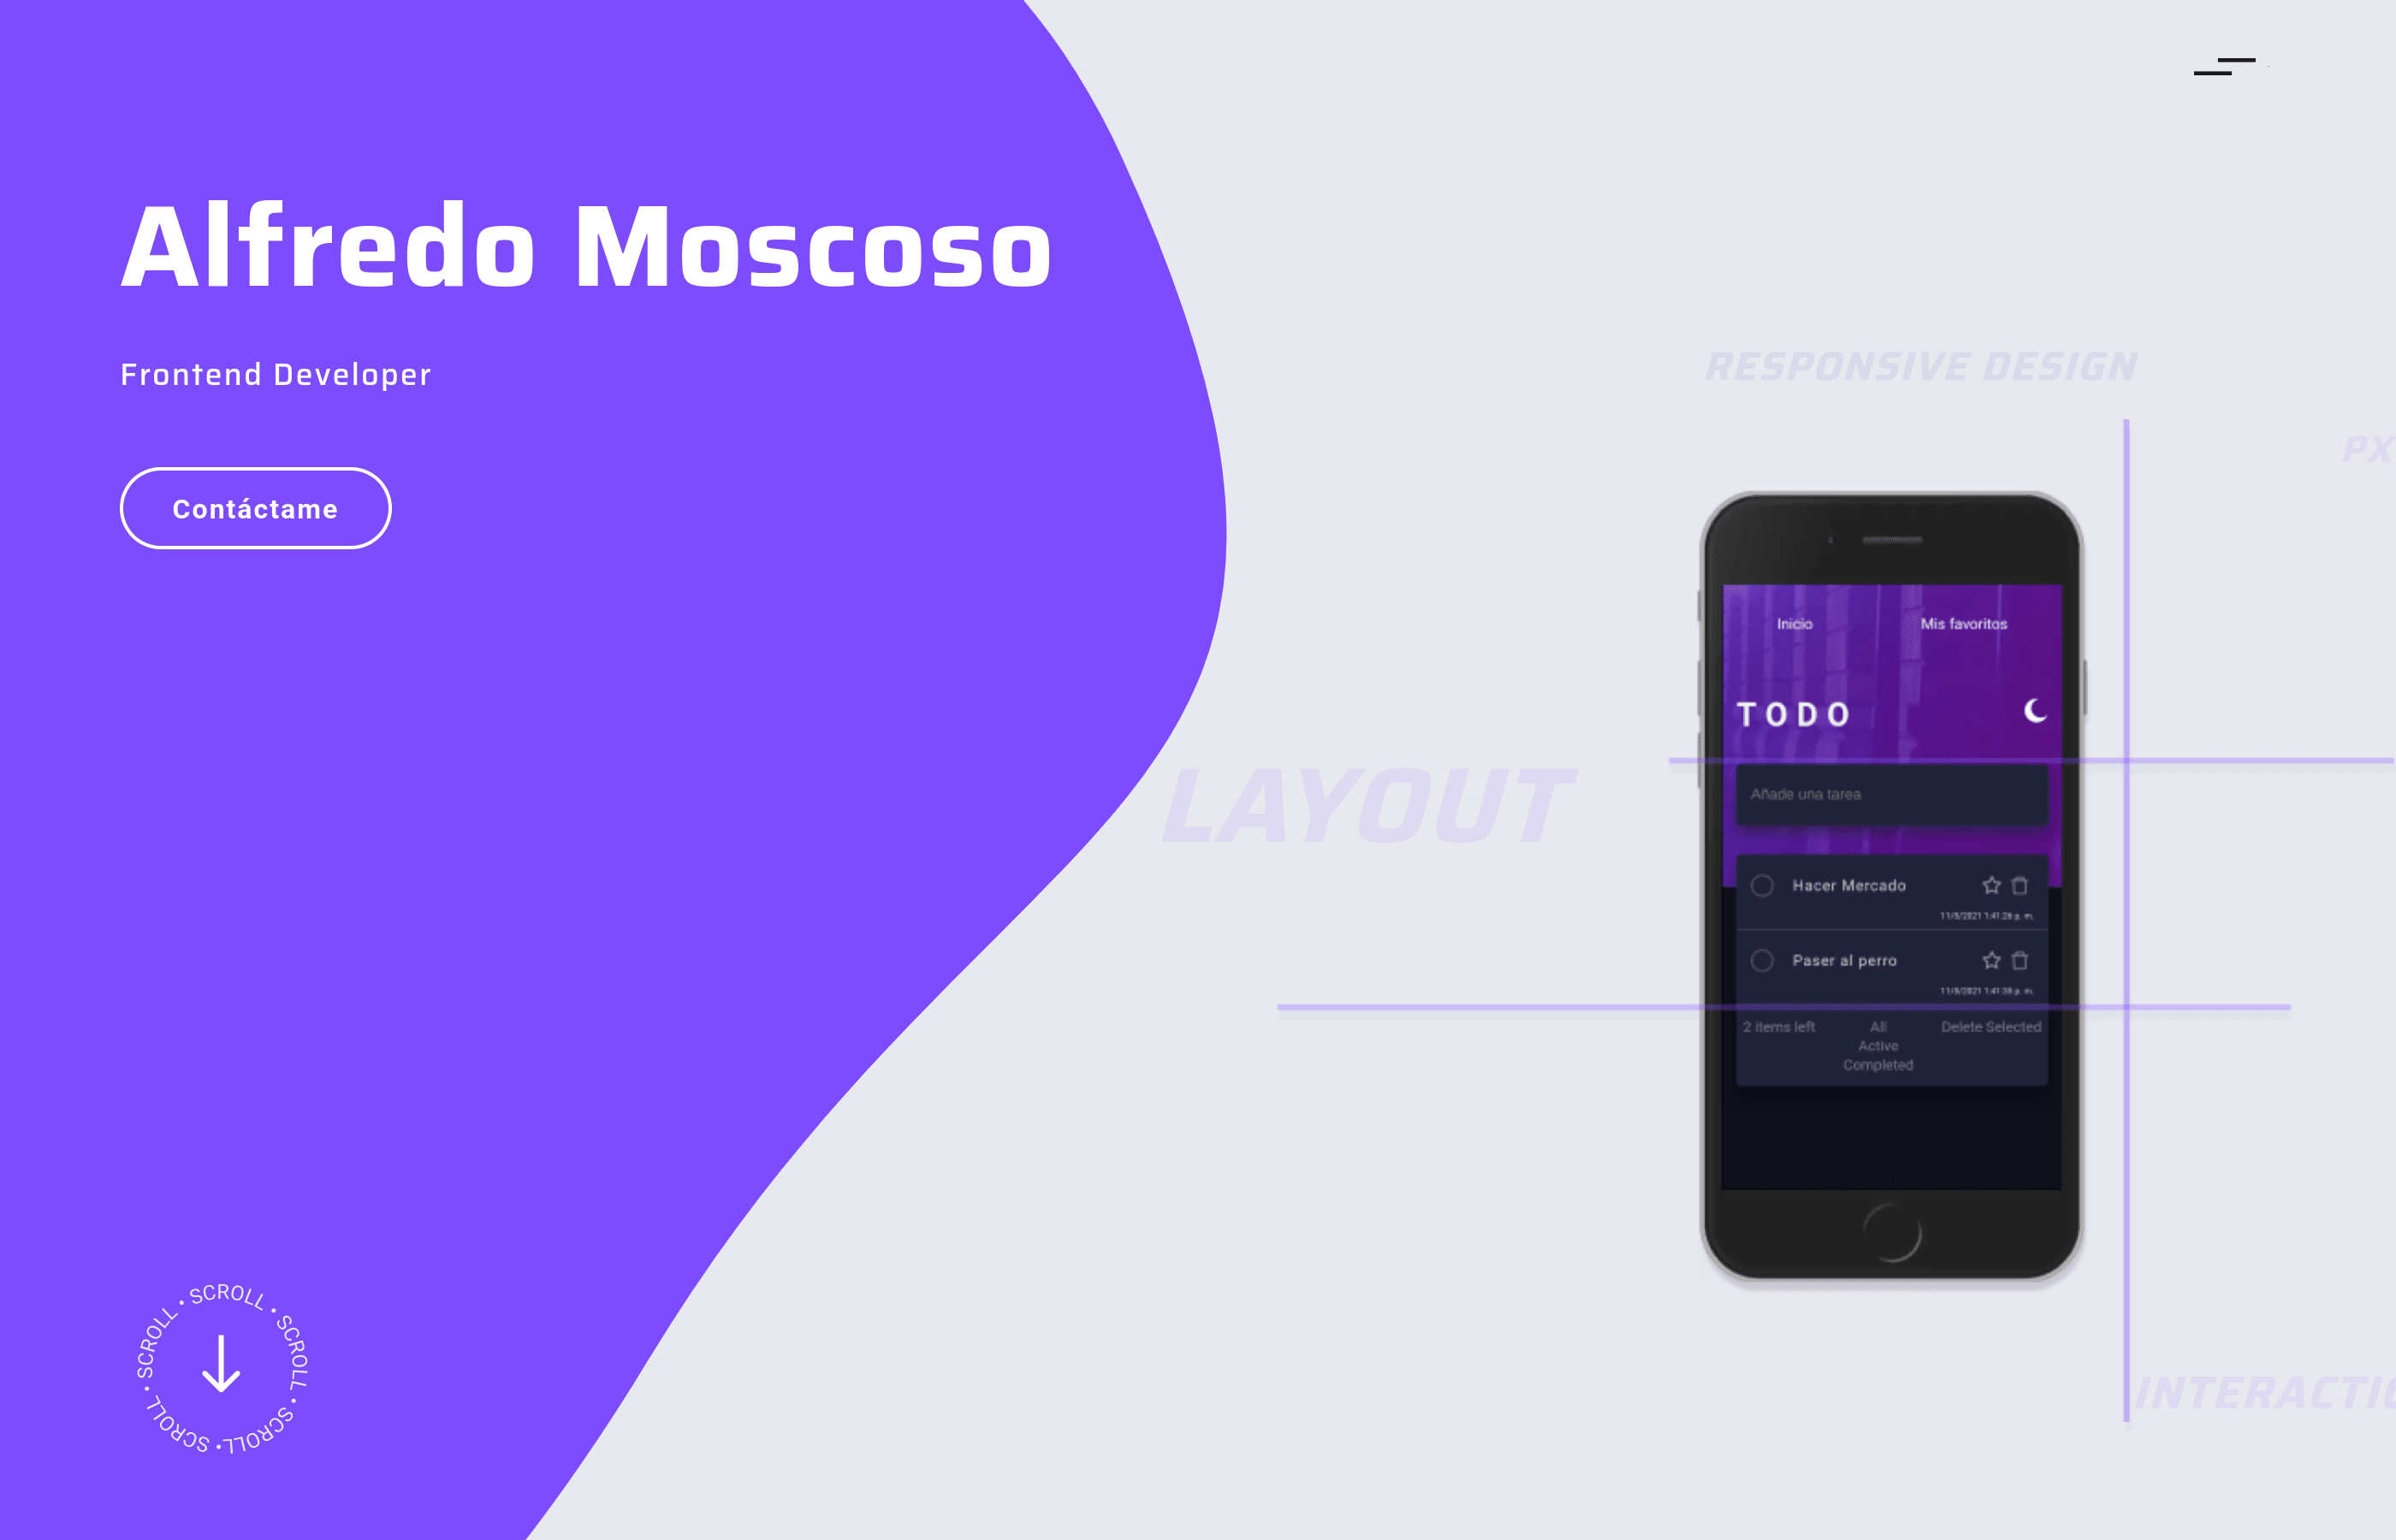 Alfredo Moscoso
Frontend Developer
Contáctame
SCROLL • SCROLL • SCROLL • SCROLL • SCROLL •
RESPONSIVE DESIGN
PX
LAYOUT
Inicio Mis favoritos
TODO
Añade una tarea
Hacer Mercado
Paser al perro
2 items left All Delete Selected
Active
Completed